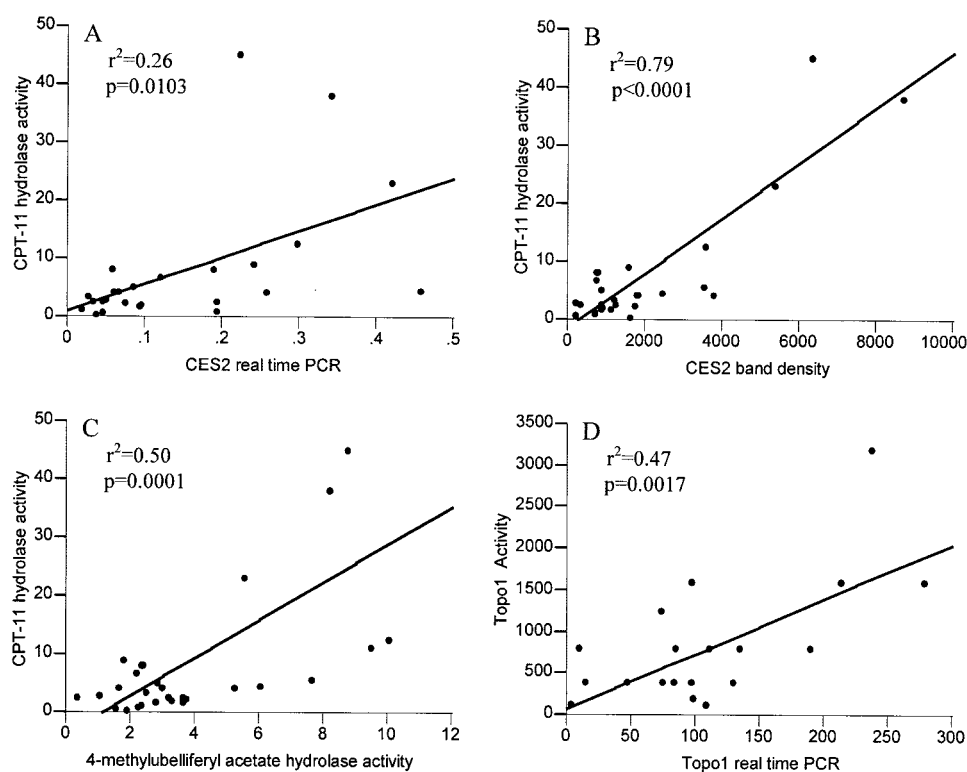 A
r²=0.26
p=0.0103
CPT-11 hydrolase activity
50
40
30
20
10
0
0 .1 .2 .3 .4 .5
CES2 real time PCR
B
r²=0.79
p<0.0001
CPT-11 hydrolase activity
50
40
30
20
10
0
0 2000 4000 6000 8000 10000
CES2 band density
C
r²=0.50
p=0.0001
CPT-11 hydrolase activity
50
40
30
20
10
0
0 2 4 6 8 10 12
4-methylubelliferyl acetate hydrolase activity
D
r²=0.47
p=0.0017
Topo1 Activity
3500
3000
2500
2000
1500
1000
500
0
0 50 100 150 200 250 300
Topo1 real time PCR